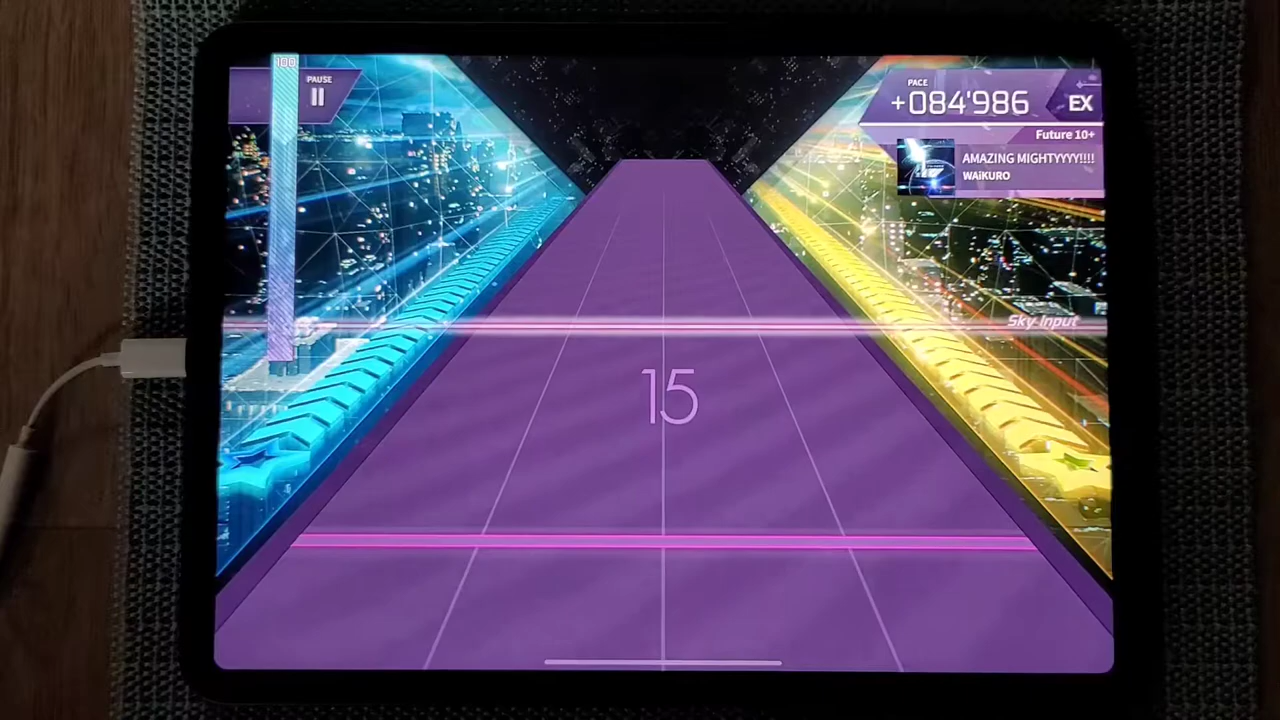 100
PAUSE
PACE
+084'986
EX
Future 10+
AMAZING MIGHTYYYY!!!!
WAiKURO
Sky Input
15